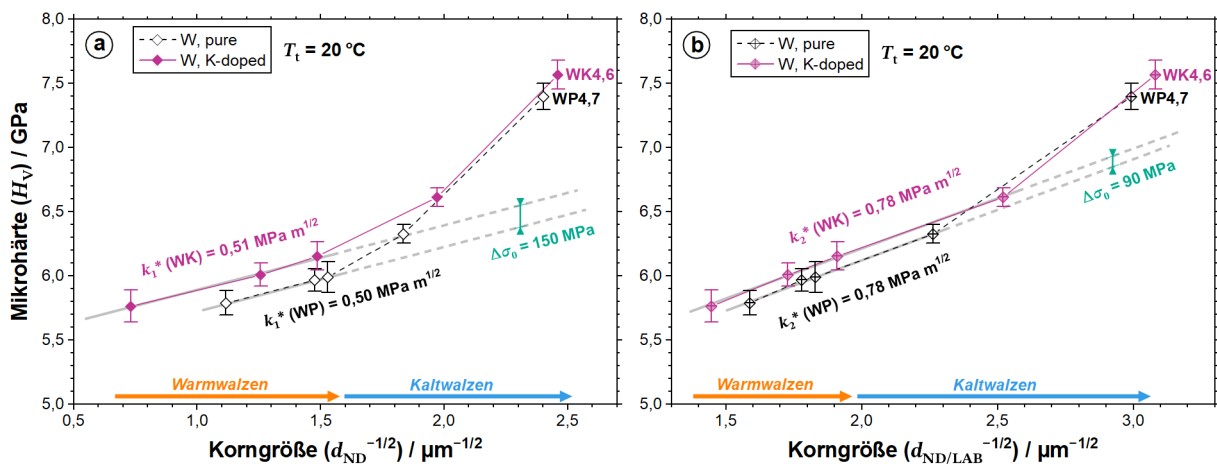 Mikrohärte (H_V) / GPa
8,0
7,5
7,0
6,5
6,0
5,5
5,0
a
W, pure
W, K-doped
T_t = 20 °C
WK4,6
WP4,7
k_1* (WK) = 0,51 MPa m^{1/2}
Δσ_0 = 150 MPa
k_1* (WP) = 0,50 MPa m^{1/2}
Warmwalzen
Kaltwalzen
0,5 1,0 1,5 2,0 2,5
Korngröße (d_{ND}^{−1/2}) / µm^{−1/2}
8,0
7,5
7,0
6,5
6,0
5,5
5,0
b
W, pure
W, K-doped
T_t = 20 °C
WK4,6
WP4,7
k_2* (WK) = 0,78 MPa m^{1/2}
Δσ_0 = 90 MPa
k_2* (WP) = 0,78 MPa m^{1/2}
Warmwalzen
Kaltwalzen
1,5 2,0 2,5 3,0
Korngröße (d_{ND/LAB}^{−1/2}) / µm^{−1/2}